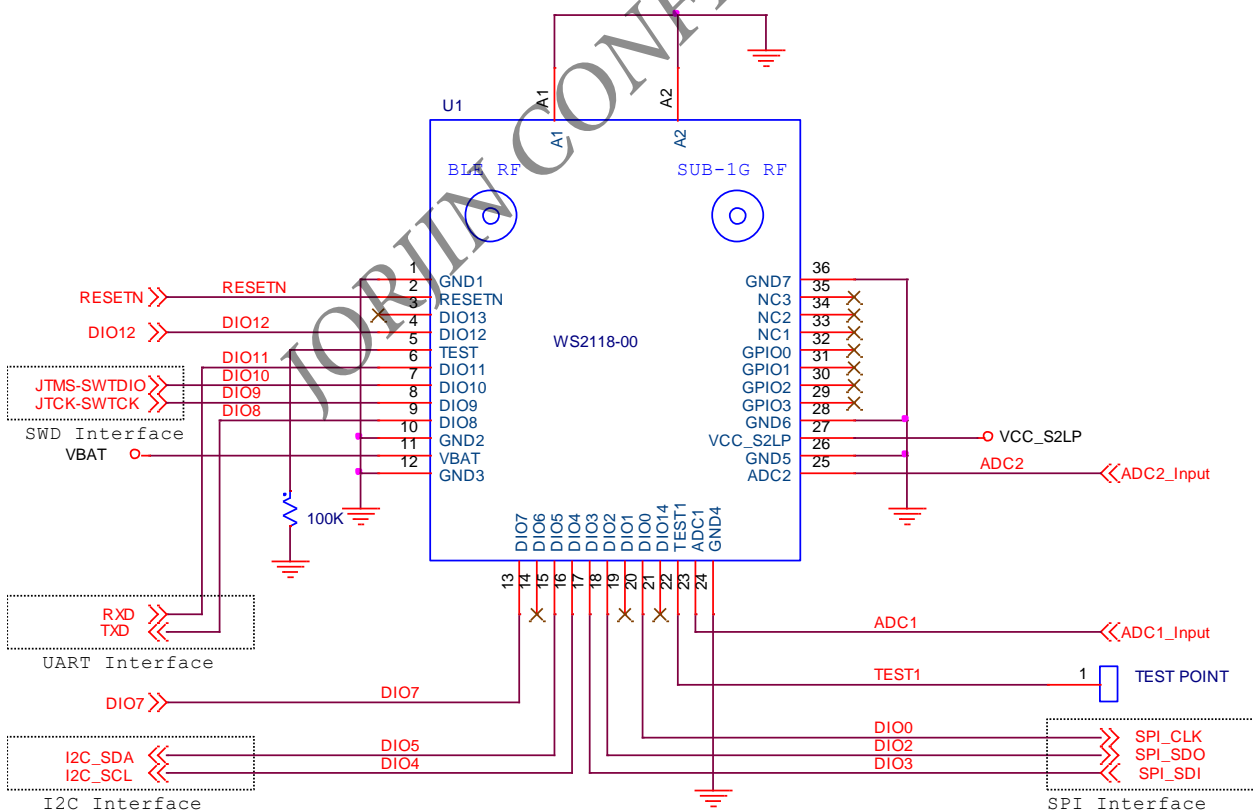 JORJIN CONF
A1
A2
U1
A1
A2
BLE RF
SUB-1G RF
WS2118-00
RESETN
RESETN
DIO12
DIO12
DIO11
JTMS-SWTDIO
DIO10
JTCK-SWTCK
DIO9
DIO8
SWD Interface
VBAT
100K
1 GND1
2 RESETN
3 DIO13
4 DIO12
5 TEST
6 DIO11
7 DIO10
8 DIO9
9 DIO8
10 GND2
11 VBAT
12 GND3
GND7 36
NC3 35
NC2 34
NC1 33
GPIO0 32
GPIO1 31
GPIO2 30
GPIO3 29
GND6 28
VCC_S2LP 27
GND5 26
ADC2 25
VCC_S2LP
ADC2
ADC2_Input
DIO7 13
DIO6 14
DIO5 15
DIO4 16
DIO3 17
DIO2 18
DIO1 19
DIO0 20
DIO14 21
TEST1 22
ADC1 23
GND4 24
RXD
TXD
UART Interface
ADC1
ADC1_Input
TEST1
1
TEST POINT
DIO7
DIO7
I2C_SDA
DIO5
I2C_SCL
DIO4
I2C Interface
DIO0
SPI_CLK
DIO2
SPI_SDO
DIO3
SPI_SDI
SPI Interface